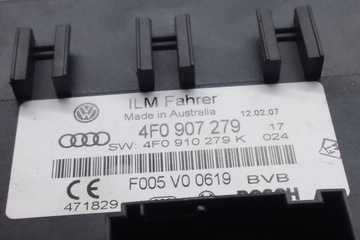 ILM Fahrer
Made in Australia 12.02.07
4F0 907 279 17
SW: 4F0 910 279 K 024
F005 V0 0619 BVB
CE
471829 BOSCH